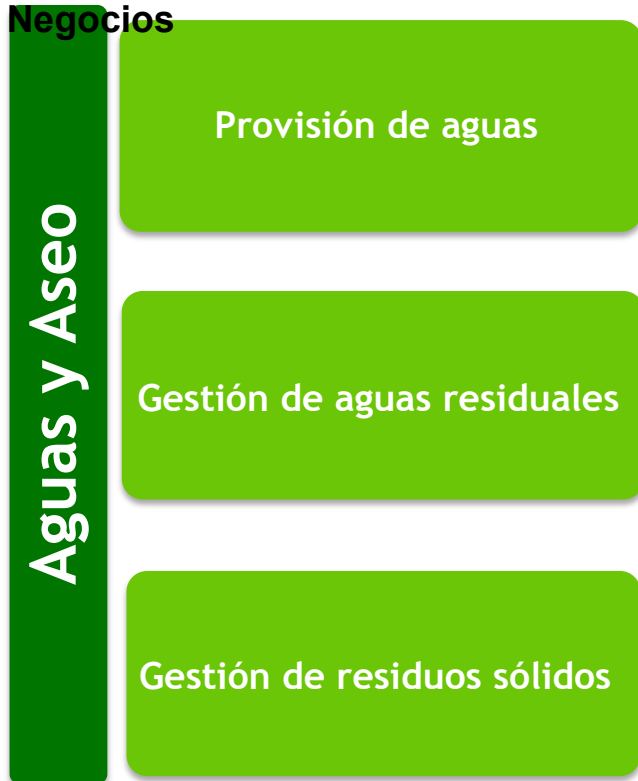 Negocios
Aguas y Aseo
Provisión de aguas
Gestión de aguas residuales
Gestión de residuos sólidos